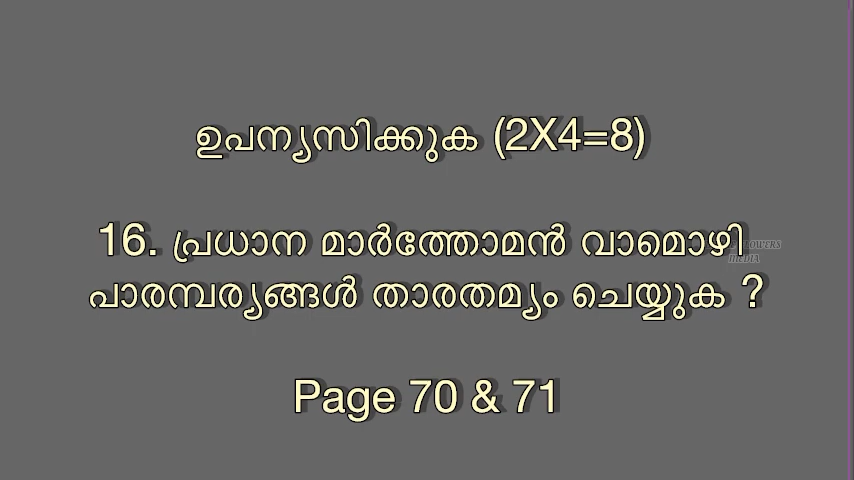 ഉപന്യസിക്കുക (2X4=8)
16. പ്രധാന മാർത്തോമൻ വാമൊഴി
പാരമ്പര്യങ്ങൾ താരതമ്യം ചെയ്യുക ?
Page 70 & 71